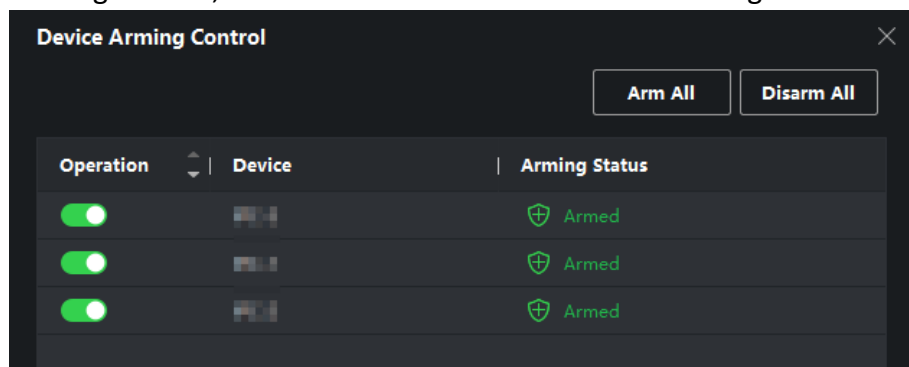 Device Arming Control
Arm All Disarm All
Operation Device Arming Status
Armed
Armed
Armed